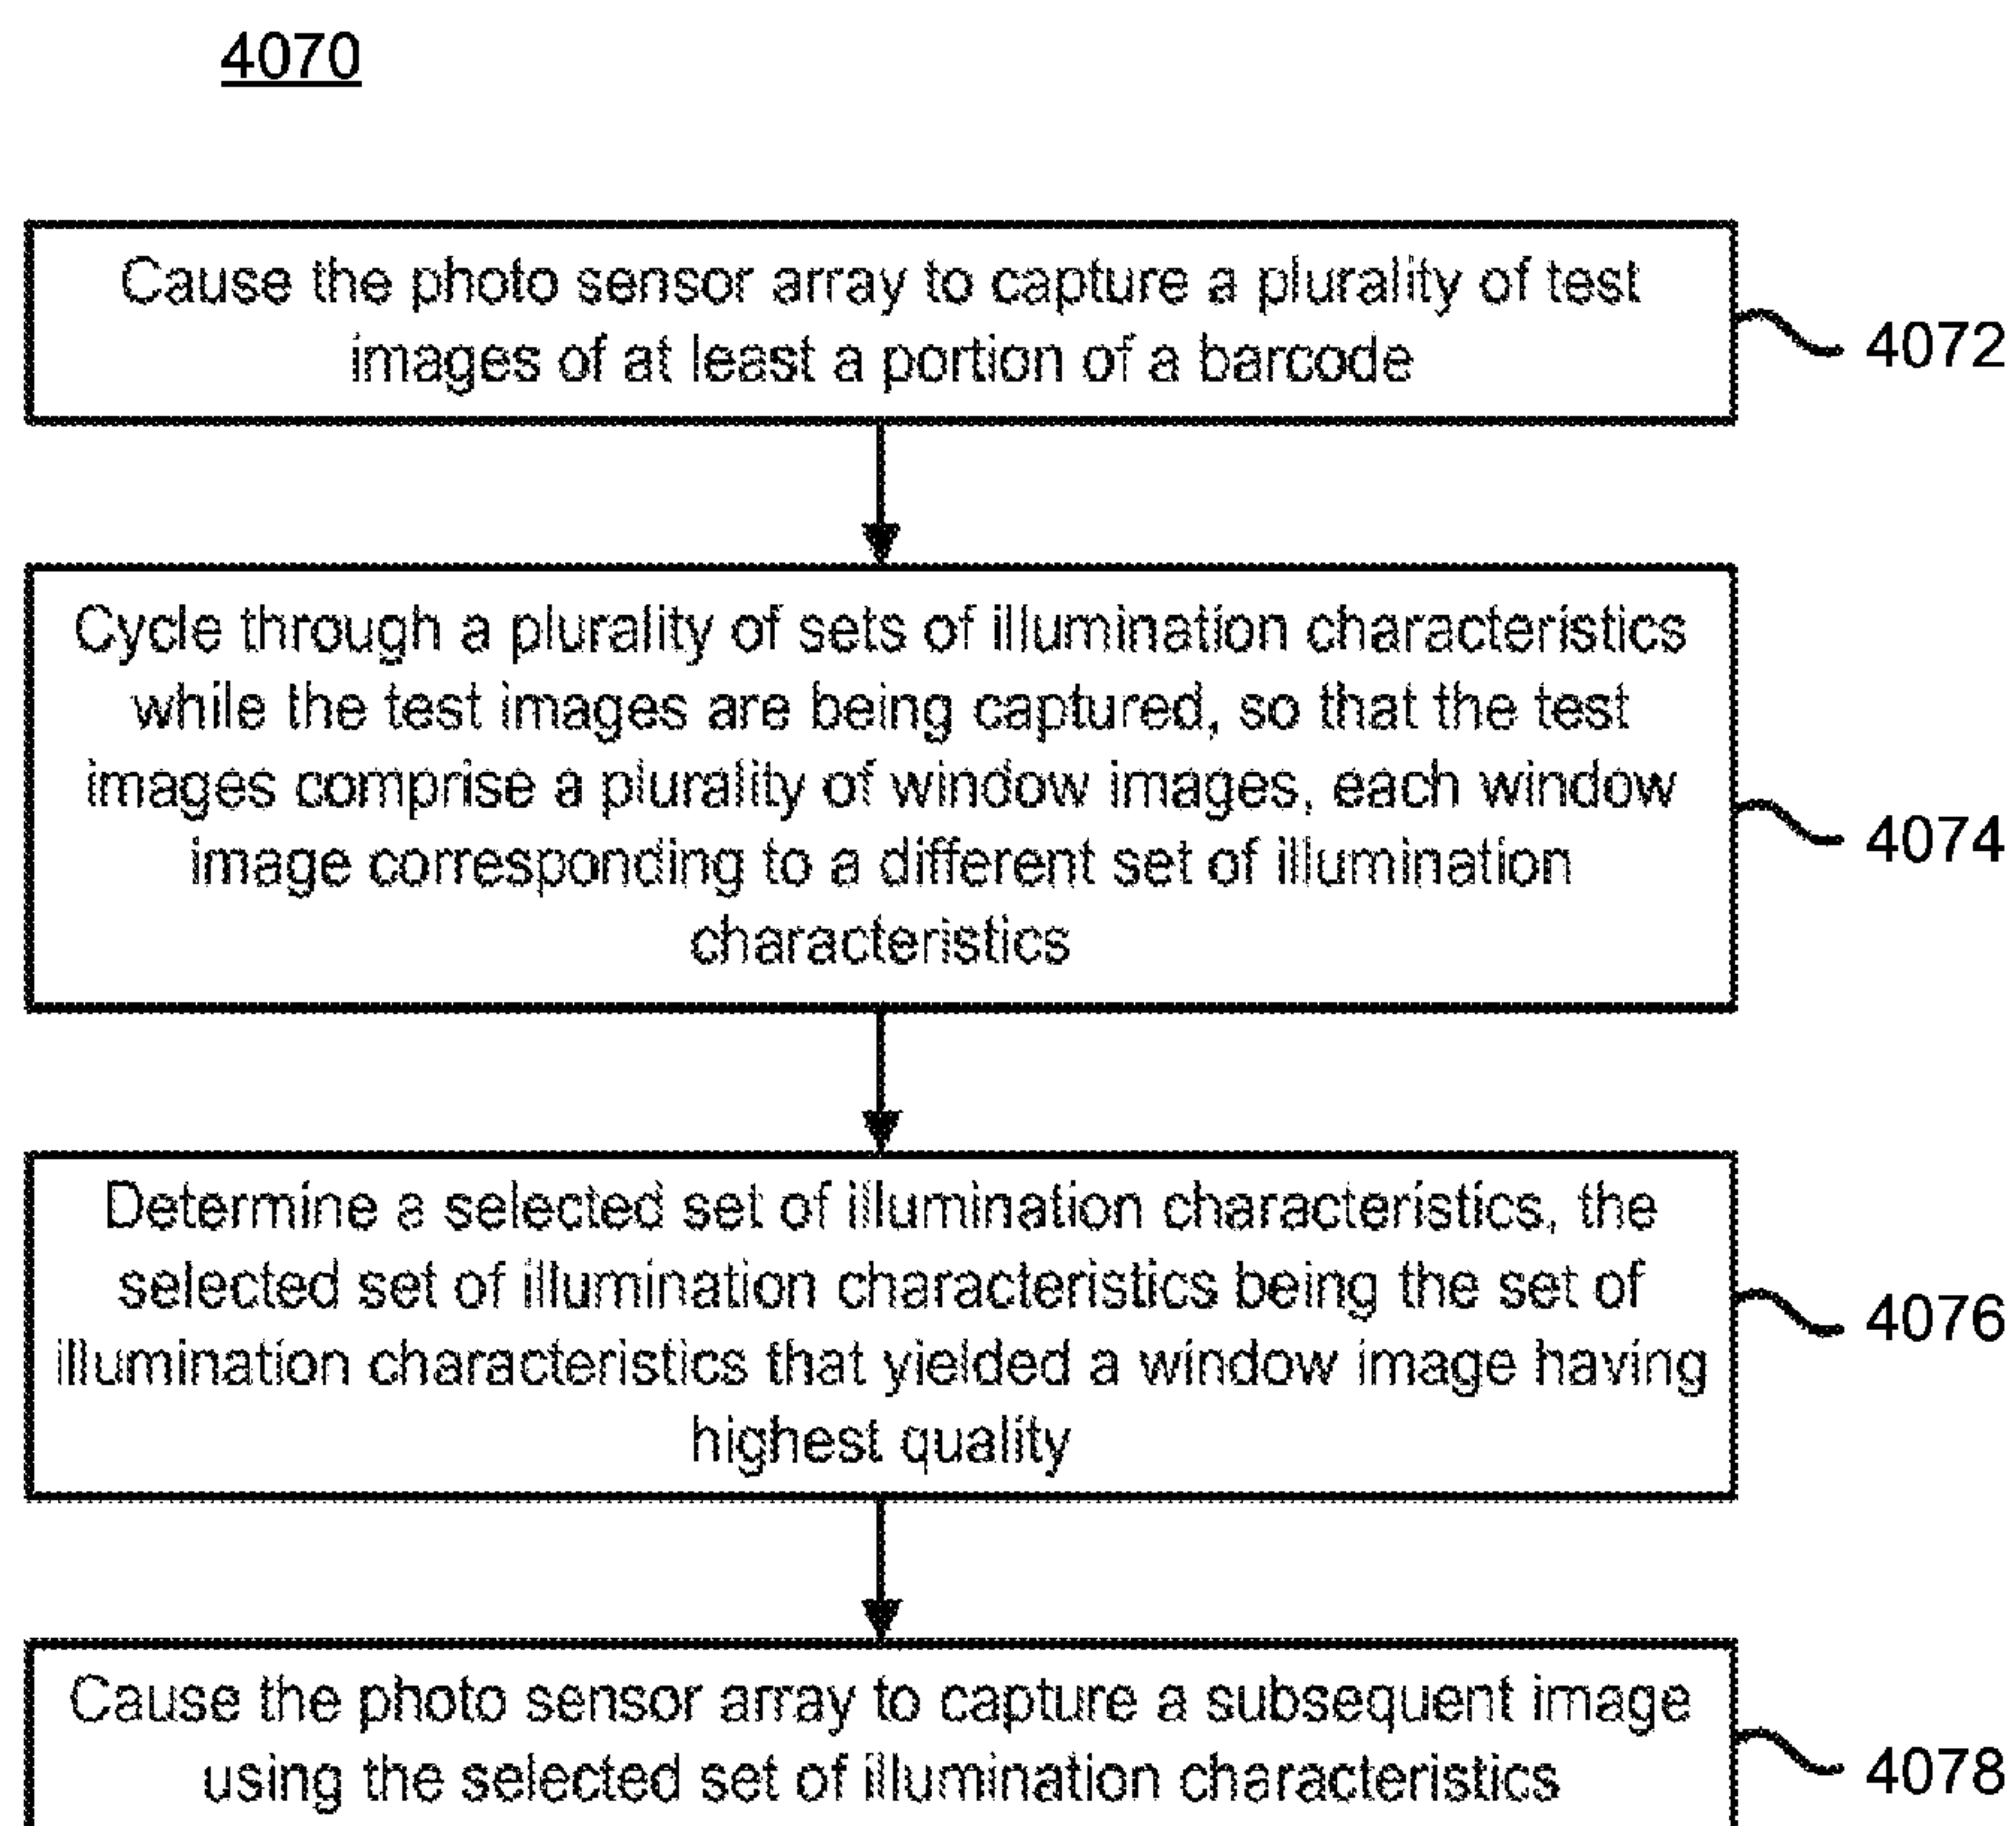 4070
Cause the photo sensor array to capture a plurality of test
images of at least a portion of a barcode
4072
Cycle through a plurality of sets of illumination characteristics
while the test images are being captured, so that the test
images comprise a plurality of window images, each window
image corresponding to a different set of illumination
characteristics
4074
Determine a selected set of illumination characteristics, the
selected set of illumination characteristics being the set of
illumination characteristics that yielded a window image having
highest quality
4076
Cause the photo sensor array to capture a subsequent image
using the selected set of illumination characteristics
4078